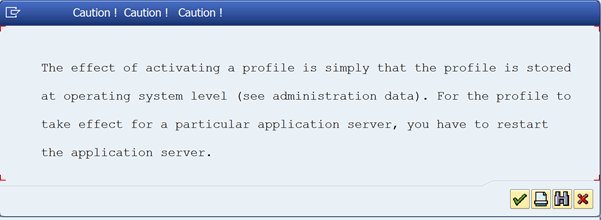 Caution ! Caution ! Caution !
The effect of activating a profile is simply that the profile is stored
at operating system level (see administration data). For the profile to
take effect for a particular application server, you have to restart
the application server.